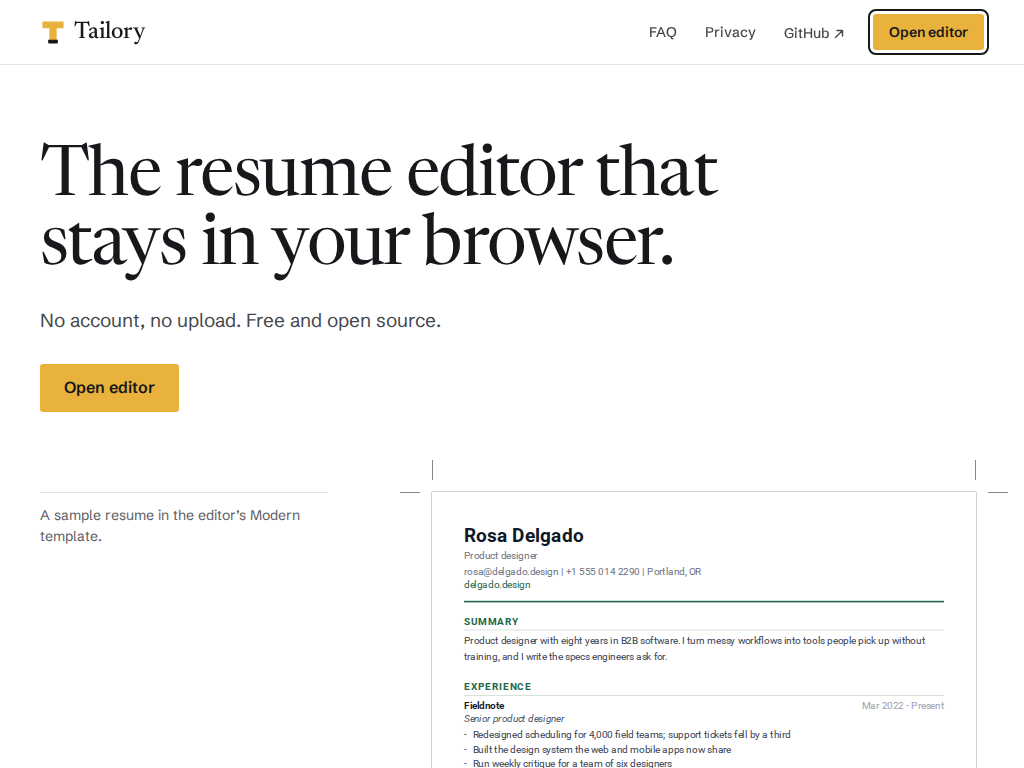 Tailory
FAQ
Privacy
GitHub ↗
Open editor
The resume editor that
stays in your browser.
No account, no upload. Free and open source.
Open editor
A sample resume in the editor's Modern
template.
Rosa Delgado
Product designer
rosa@delgado.design | +1 555 014 2290 | Portland, OR
delgado.design
SUMMARY
Product designer with eight years in B2B software. I turn messy workflows into tools people pick up without
training, and I write the specs engineers ask for.
EXPERIENCE
Fieldnote Mar 2022 - Present
Senior product designer
- Redesigned scheduling for 4,000 field teams; support tickets fell by a third
- Built the design system the web and mobile apps now share
- Run weekly critique for a team of six designers